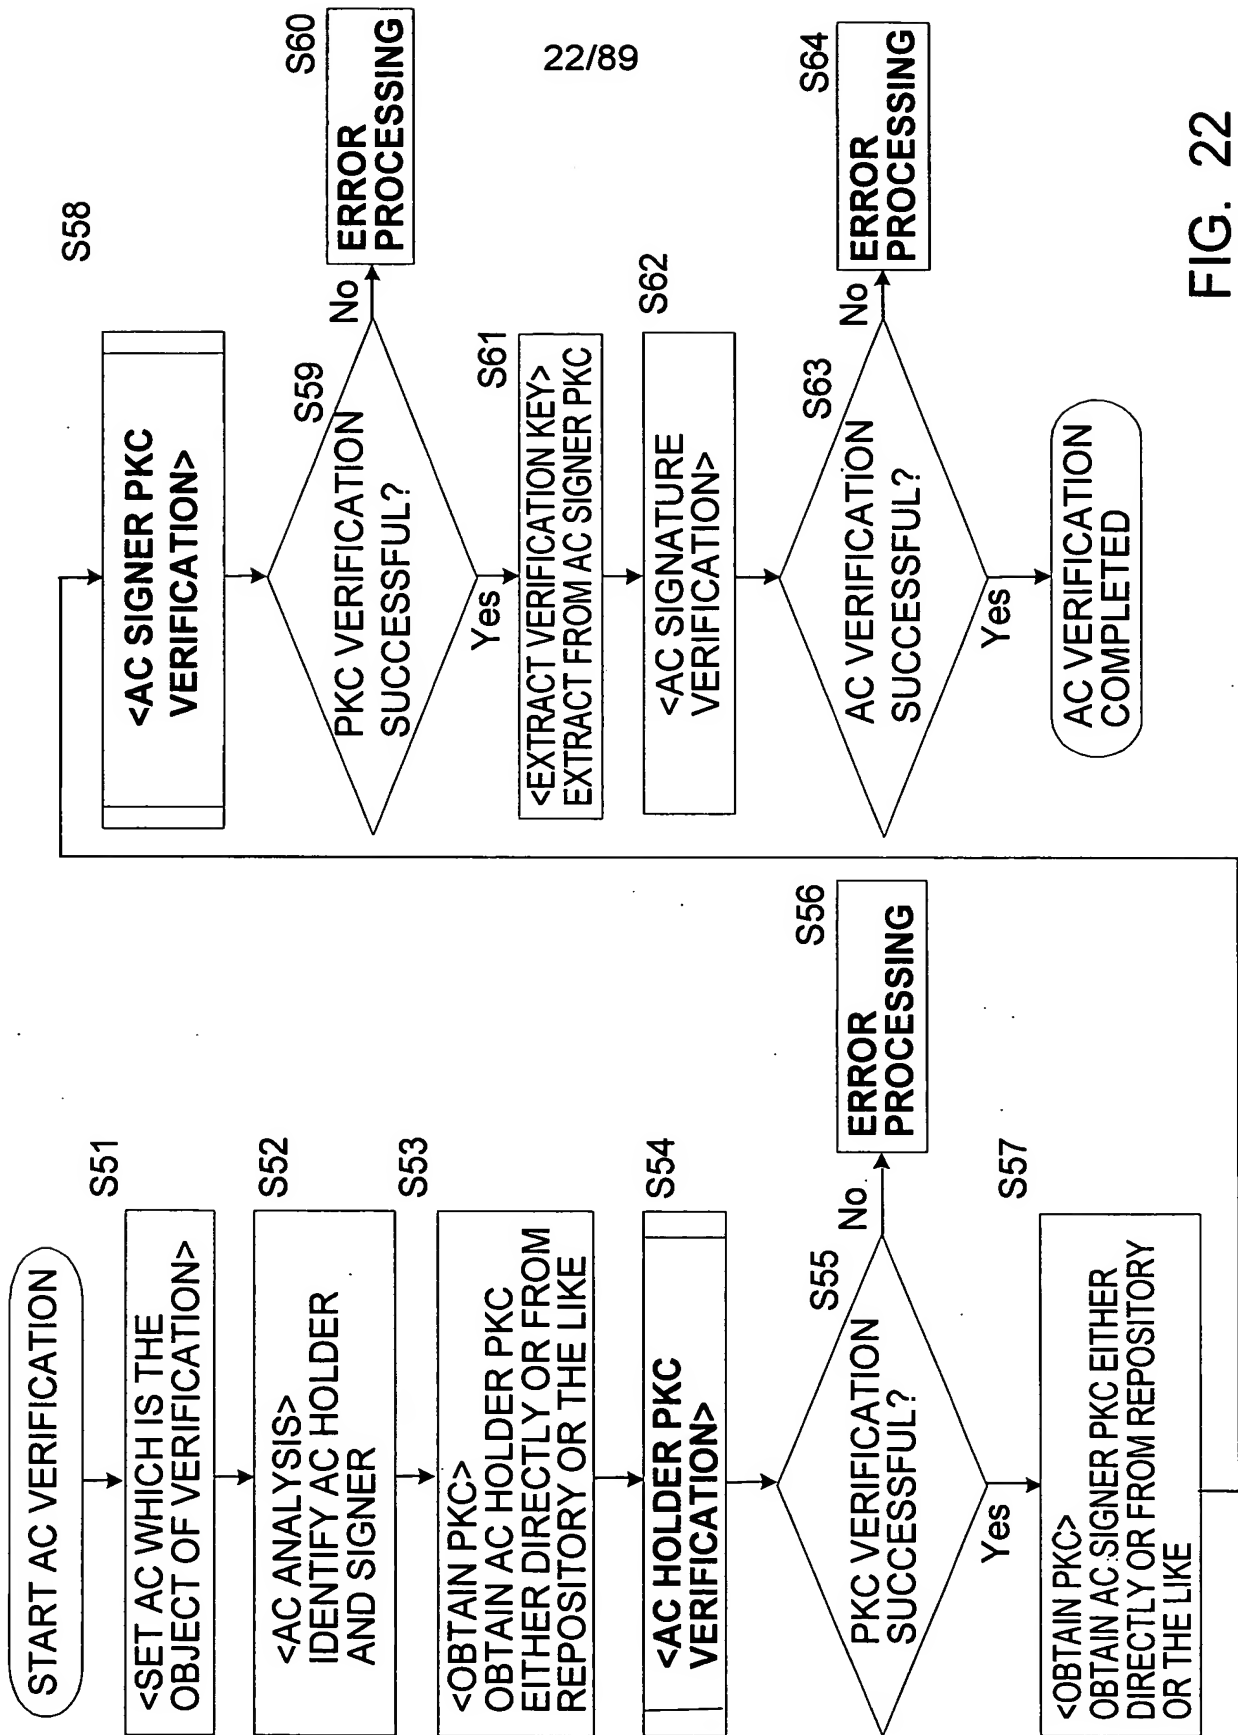 22/89
START AC VERIFICATION
S51
<SET AC WHICH IS THE
OBJECT OF VERIFICATION>
S52
<AC ANALYSIS>
IDENTIFY AC HOLDER
AND SIGNER
S53
<OBTAIN PKC>
OBTAIN AC HOLDER PKC
EITHER DIRECTLY OR FROM
REPOSITORY OR THE LIKE
S54
<AC HOLDER PKC
VERIFICATION>
S55
PKC VERIFICATION
SUCCESSFUL?
No
S56
ERROR
PROCESSING
Yes
S57
<OBTAIN PKC>
OBTAIN AC SIGNER PKC EITHER
DIRECTLY OR FROM REPOSITORY
OR THE LIKE
S58
<AC SIGNER PKC
VERIFICATION>
S59
PKC VERIFICATION
SUCCESSFUL?
No
S60
ERROR
PROCESSING
Yes
S61
<EXTRACT VERIFICATION KEY>
EXTRACT FROM AC SIGNER PKC
S62
<AC SIGNATURE
VERIFICATION>
S63
AC VERIFICATION
SUCCESSFUL?
No
S64
ERROR
PROCESSING
Yes
AC VERIFICATION
COMPLETED
FIG. 22